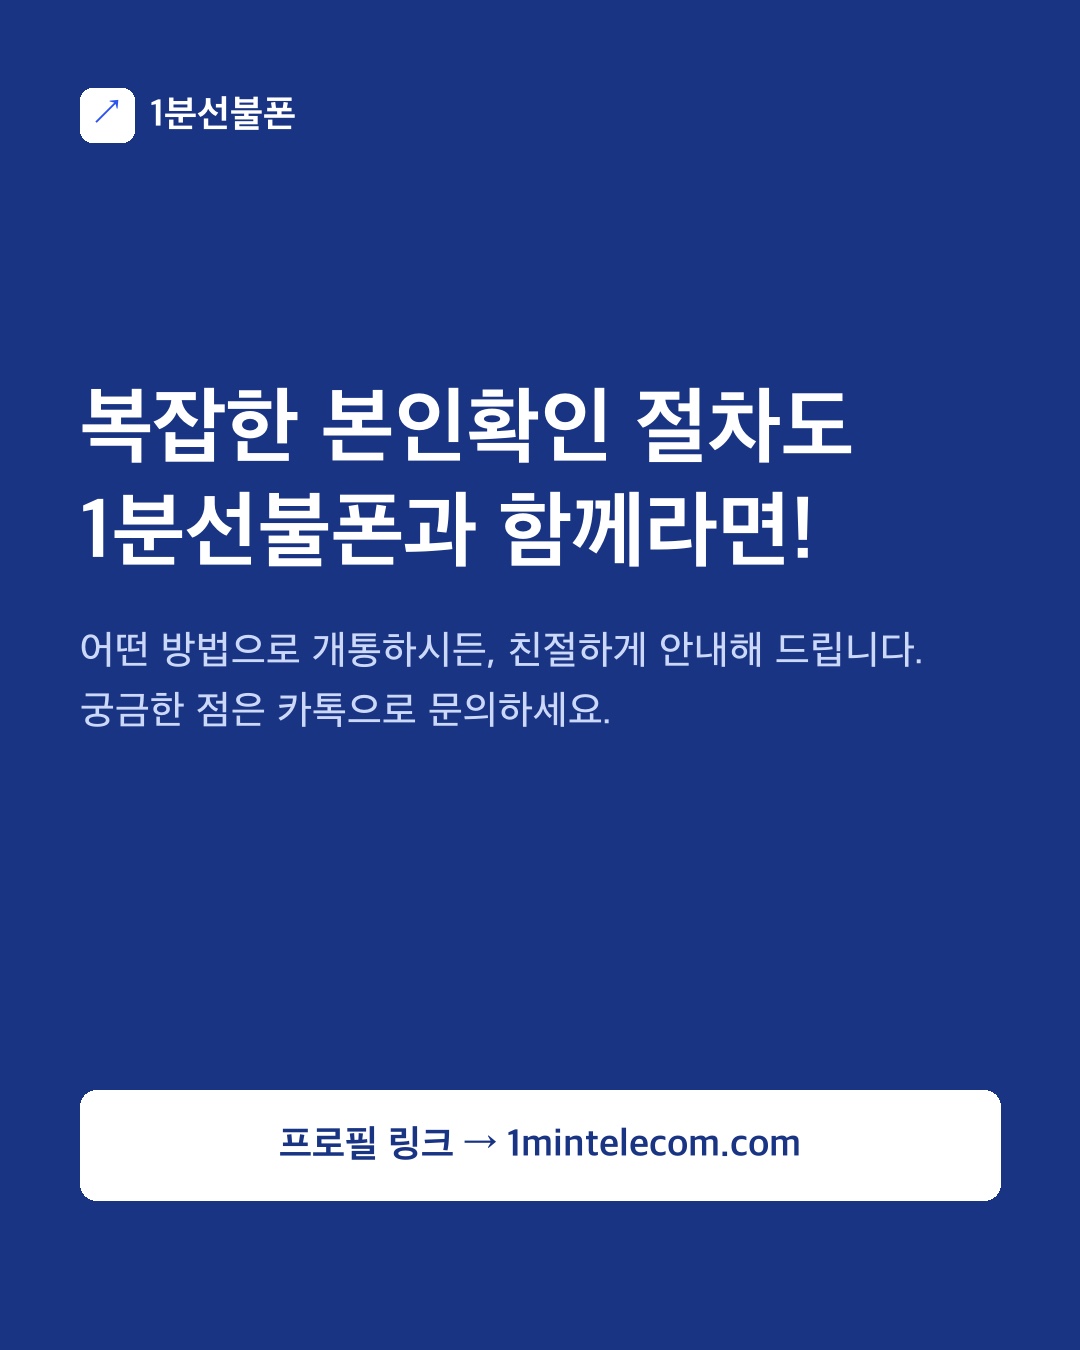 1분선불폰
복잡한 본인확인 절차도
1분선불폰과 함께라면!
어떤 방법으로 개통하시든, 친절하게 안내해 드립니다.
궁금한 점은 카톡으로 문의하세요.
프로필 링크 → 1mintelecom.com